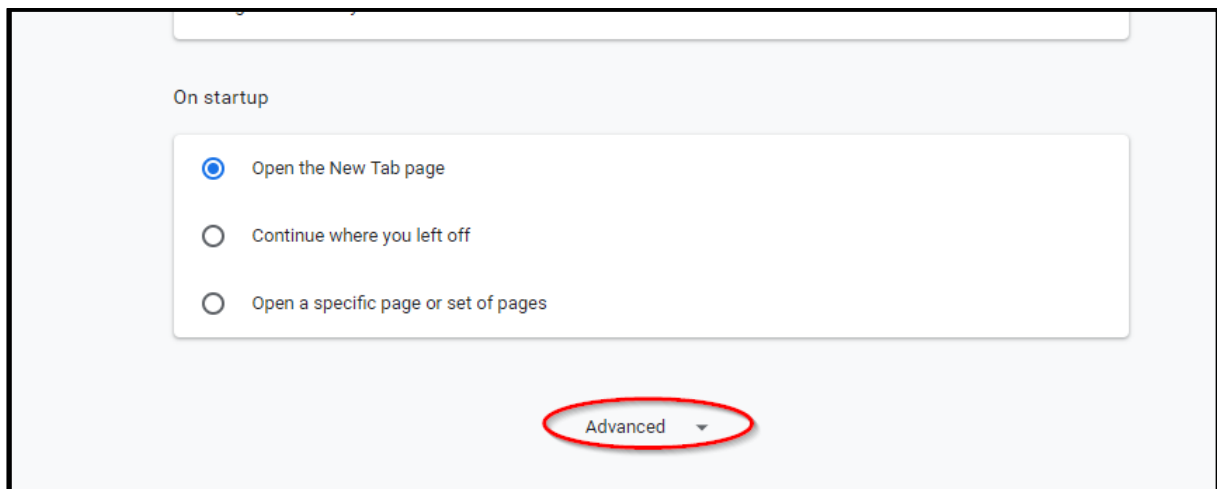 On startup
Open the New Tab page
Continue where you left off
Open a specific page or set of pages
Advanced